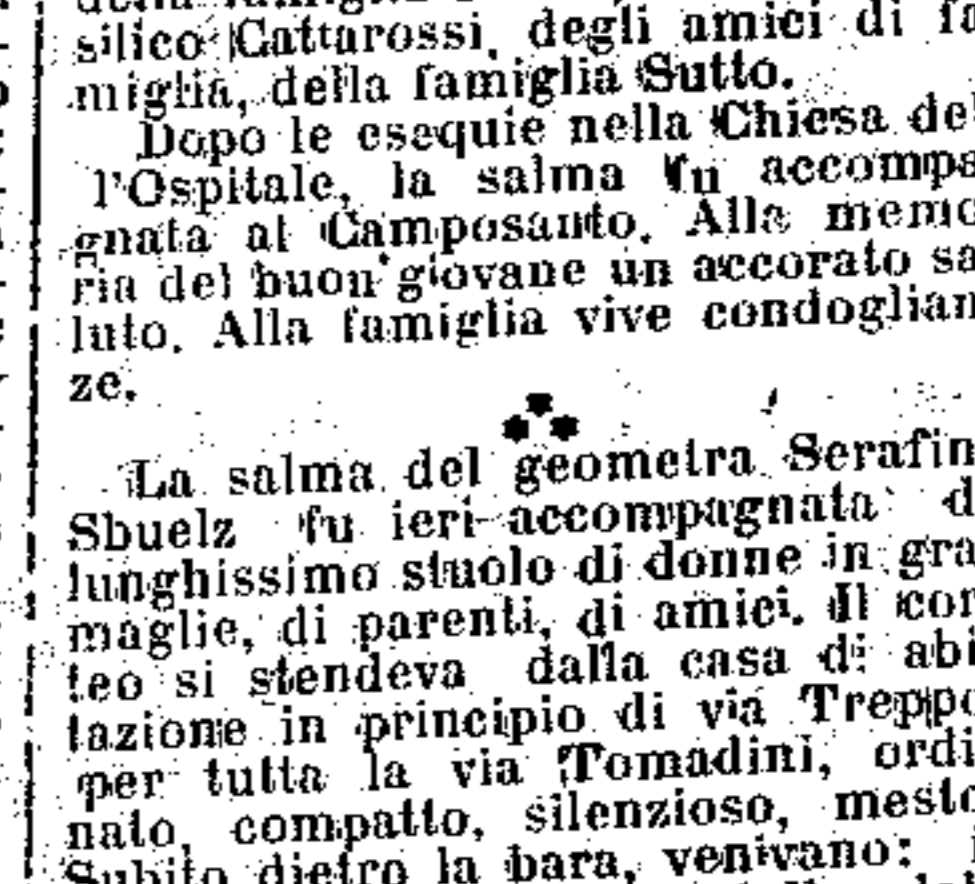 della famiglia
silico Cattarossi, degli amici di fa
miglia, della famiglia Sutto.
Dopo le esequie nella Chiesa del
l'Ospitale, la salma fu accompa
gnata al Camposanto. Alla memo
ria del buon giovane un accorato sa
luto. Alla famiglia vive condoglian
ze.
La salma del geometra Serafin
Sbuelz fu ieri accompagnata d
lunghissimo stuolo di donne in gra
maglie, di parenti, di amici. Il cor
teo si stendeva dalla casa di abi
tazione in principio di via Treppo
per tutta la via Tomadini, ordi
nato, compatto, silenzioso, mesto
Subito dietro la bara, venivano: